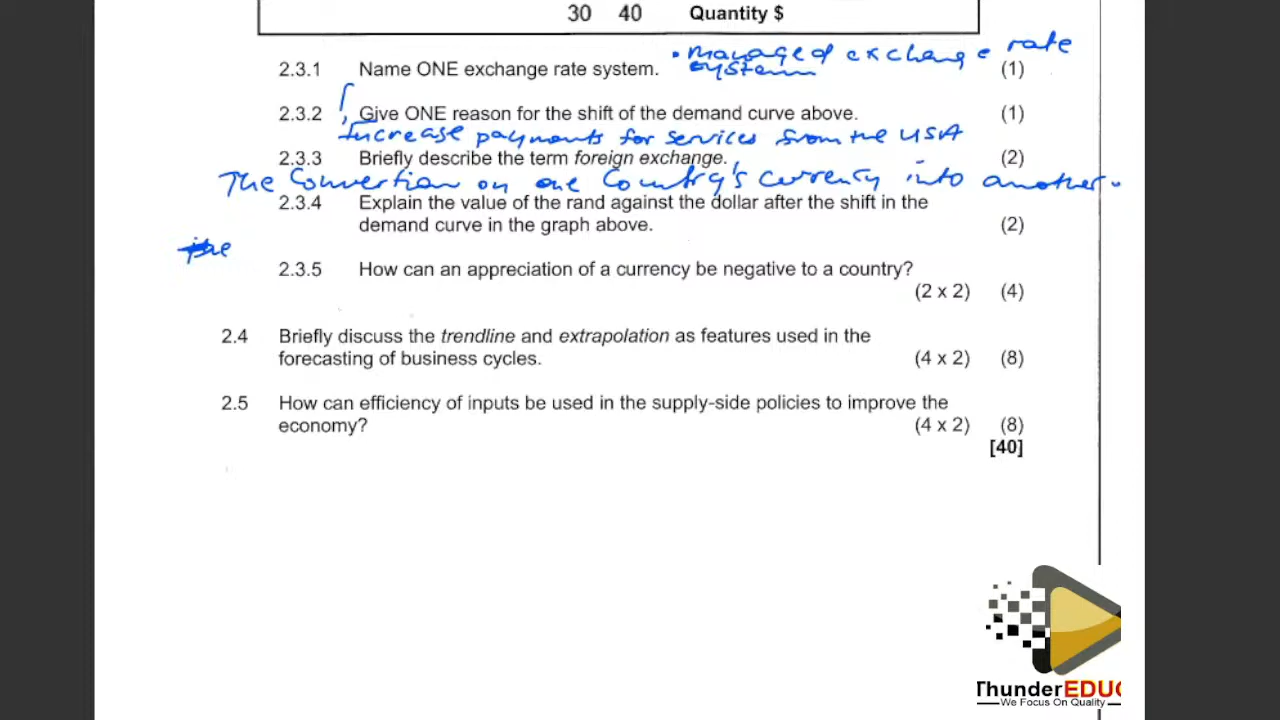 30 40 Quantity $
• managed exchange rate
system
2.3.1 Name ONE exchange rate system. (1)
2.3.2 Give ONE reason for the shift of the demand curve above. (1)
Increase payments for services from the USA
2.3.3 Briefly describe the term foreign exchange. (2)
The Convertion on one Country's currency into another.
2.3.4 Explain the value of the rand against the dollar after the shift in the
demand curve in the graph above. (2)
2.3.5 How can an appreciation of a currency be negative to a country?
(2 x 2) (4)
2.4 Briefly discuss the trendline and extrapolation as features used in the
forecasting of business cycles. (4 x 2) (8)
2.5 How can efficiency of inputs be used in the supply-side policies to improve the
economy? (4 x 2) (8)
[40]
ThunderEDUC
We Focus On Quality